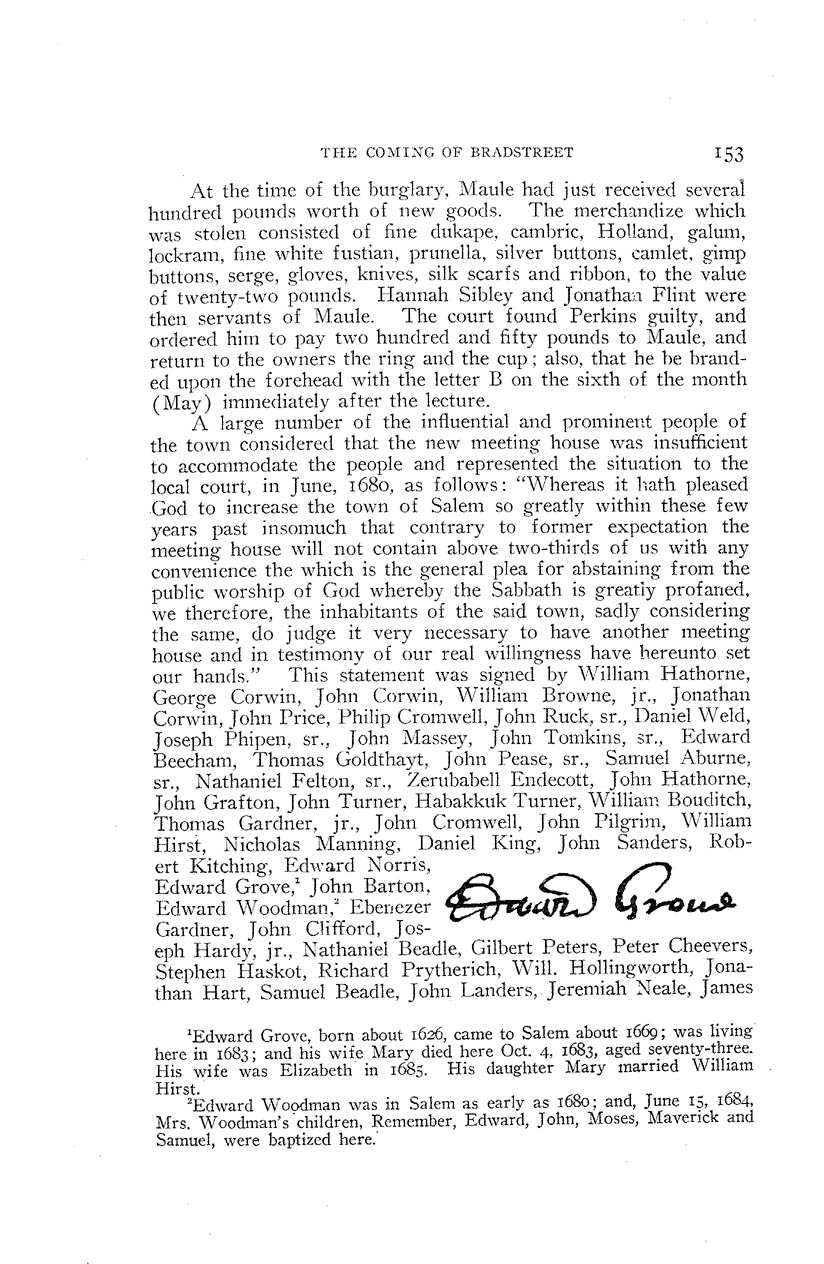 THE COMING OF BRADSTREET 153
At the time of the burglary, Maule had just received several
hundred pounds worth of new goods. The merchandize which
was stolen consisted of fine dukape, cambric, Holland, galum,
lockram, fine white fustian, prunella, silver buttons, camlet, gimp
buttons, serge, gloves, knives, silk scarfs and ribbon, to the value
of twenty-two pounds. Hannah Sibley and Jonathan Flint were
then servants of Maule. The court found Perkins guilty, and
ordered him to pay two hundred and fifty pounds to Maule, and
return to the owners the ring and the cup; also, that he be brand-
ed upon the forehead with the letter B on the sixth of the month
(May) immediately after the lecture.
A large number of the influential and prominent people of
the town considered that the new meeting house was insufficient
to accommodate the people and represented the situation to the
local court, in June, 1680, as follows: "Whereas it hath pleased
God to increase the town of Salem so greatly within these few
years past insomuch that contrary to former expectation the
meeting house will not contain above two-thirds of us with any
convenience the which is the general plea for abstaining from the
public worship of God whereby the Sabbath is greatly profaned,
we therefore, the inhabitants of the said town, sadly considering
the same, do judge it very necessary to have another meeting
house and in testimony of our real willingness have hereunto set
our hands." This statement was signed by William Hathorne,
George Corwin, John Corwin, William Browne, jr., Jonathan
Corwin, John Price, Philip Cromwell, John Ruck, sr., Daniel Weld,
Joseph Phipen, sr., John Massey, John Tomkins, sr., Edward
Beecham, Thomas Goldthayt, John Pease, sr., Samuel Aburne,
sr., Nathaniel Felton, sr., Zerubabell Endecott, John Hathorne,
John Grafton, John Turner, Habakkuk Turner, William Bouditch,
Thomas Gardner, jr., John Cromwell, John Pilgrim, William
Hirst, Nicholas Manning, Daniel King, John Sanders, Rob-
ert Kitching, Edward Norris,
Edward Grove,¹ John Barton,
Edward Woodman,² Ebenezer
Gardner, John Clifford, Jos-
Edward Grove
eph Hardy, jr., Nathaniel Beadle, Gilbert Peters, Peter Cheevers,
Stephen Haskot, Richard Prytherich, Will. Hollingworth, Jona-
than Hart, Samuel Beadle, John Landers, Jeremiah Neale, James
¹Edward Grove, born about 1626, came to Salem about 1669; was living
here in 1683; and his wife Mary died here Oct. 4, 1683, aged seventy-three.
His wife was Elizabeth in 1685. His daughter Mary married William
Hirst.
²Edward Woodman was in Salem as early as 1680; and, June 15, 1684,
Mrs. Woodman's children, Remember, Edward, John, Moses, Maverick and
Samuel, were baptized here.